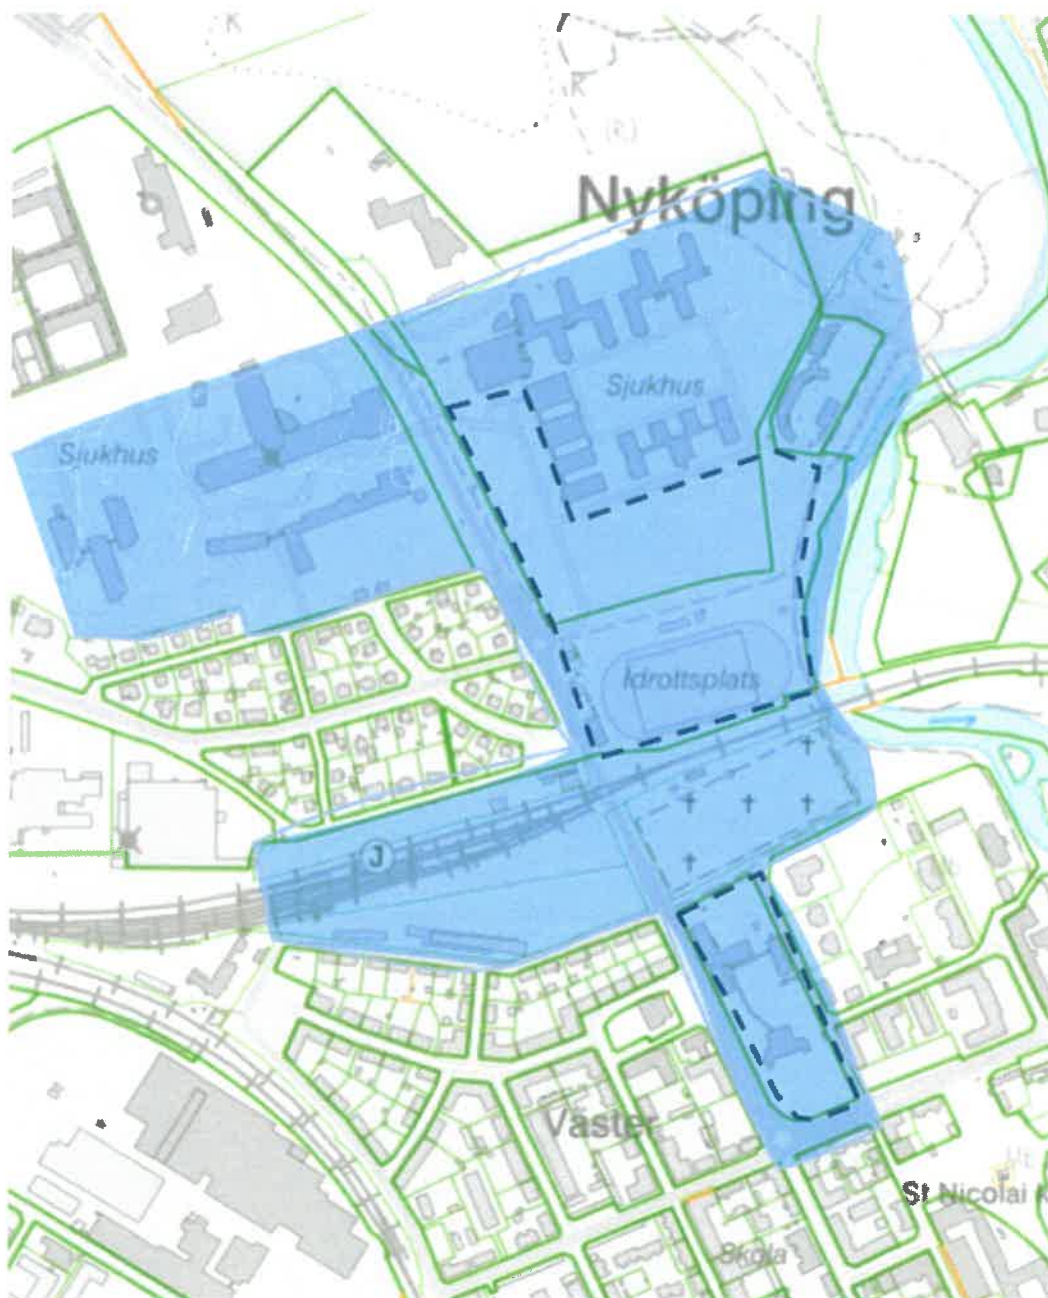 K
K
(R)
Nyköping
Sjukhus
Sjukhus
Idrottsplats
J
Väster
St Nicolai k
Skola